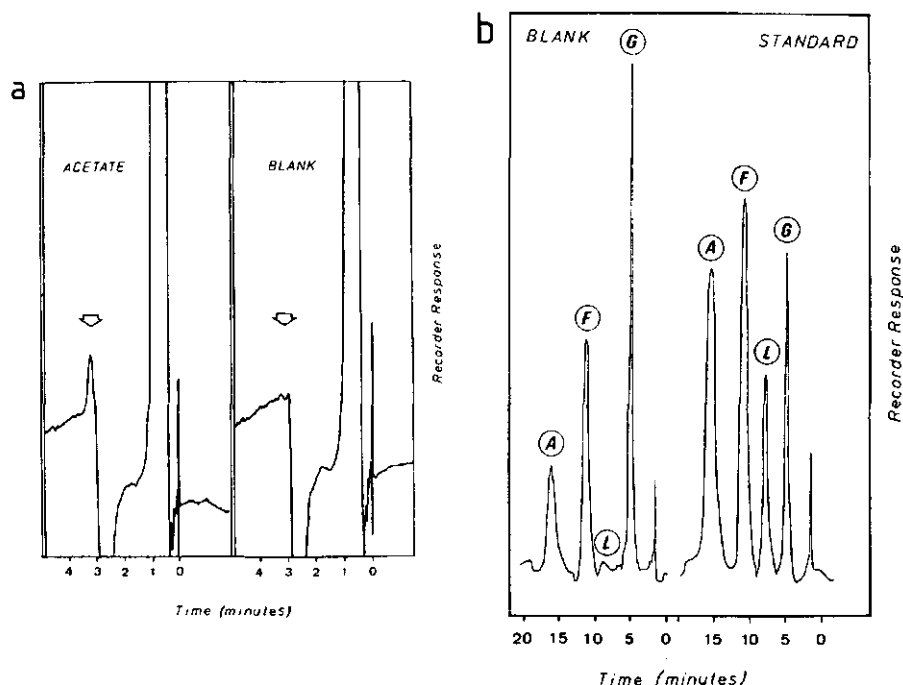 a
ACETATE
BLANK
4 3 2 1 0 4 3 2 1 0
Time (minutes)
Recorder Response
b
BLANK
STANDARD
G
F
A
L
A
F
L
G
20 15 10 5 0 15 10 5 0
Time (minutes)
Recorder Response